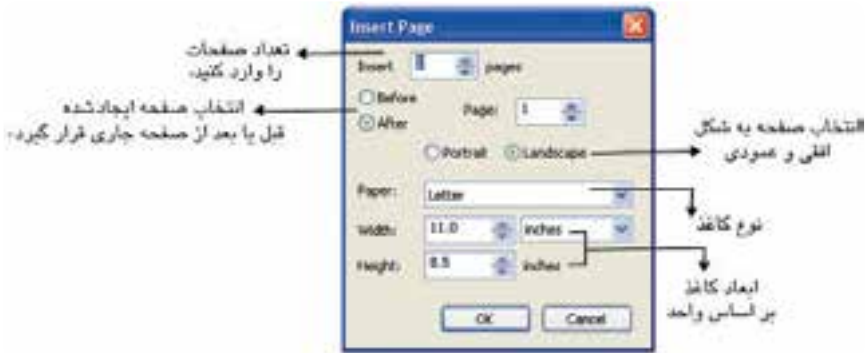 Insert Page
Insert 1 pages
Before
After
Page: 1
Portrait Landscape
Paper: Letter
Width: 11.0 inches
Height: 8.5 inches
OK Cancel
تعداد صفحات
را وارد کنید.
انتخاب صفحه ایجادشده
قبل یا بعد از صفحه جاری قرار گیرد.
انتخاب صفحه به شکل
افقی و عمودی
نوع کاغذ
ابعاد کاغذ
بر اساس واحد